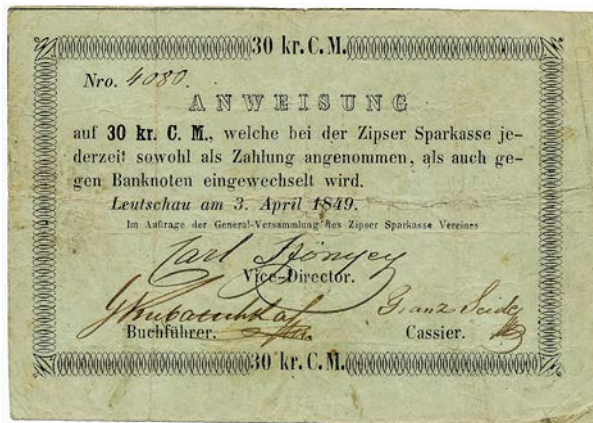 30 kr. C. M.
Nro. 4080.
ANWEISUNG
auf 30 kr. C. M., welche bei der Zipser Sparkasse je-
derzeit sowohl als Zahlung angenommen, als auch ge-
gen Banknoten eingewechselt wird.
Leutschau am 3. April 1849.
Im Auftrage der General-Versammlung des Zipser Sparkasse Vereines
Carl
Vice-Director.
Buchführer. Cassier.
30 kr. C. M.